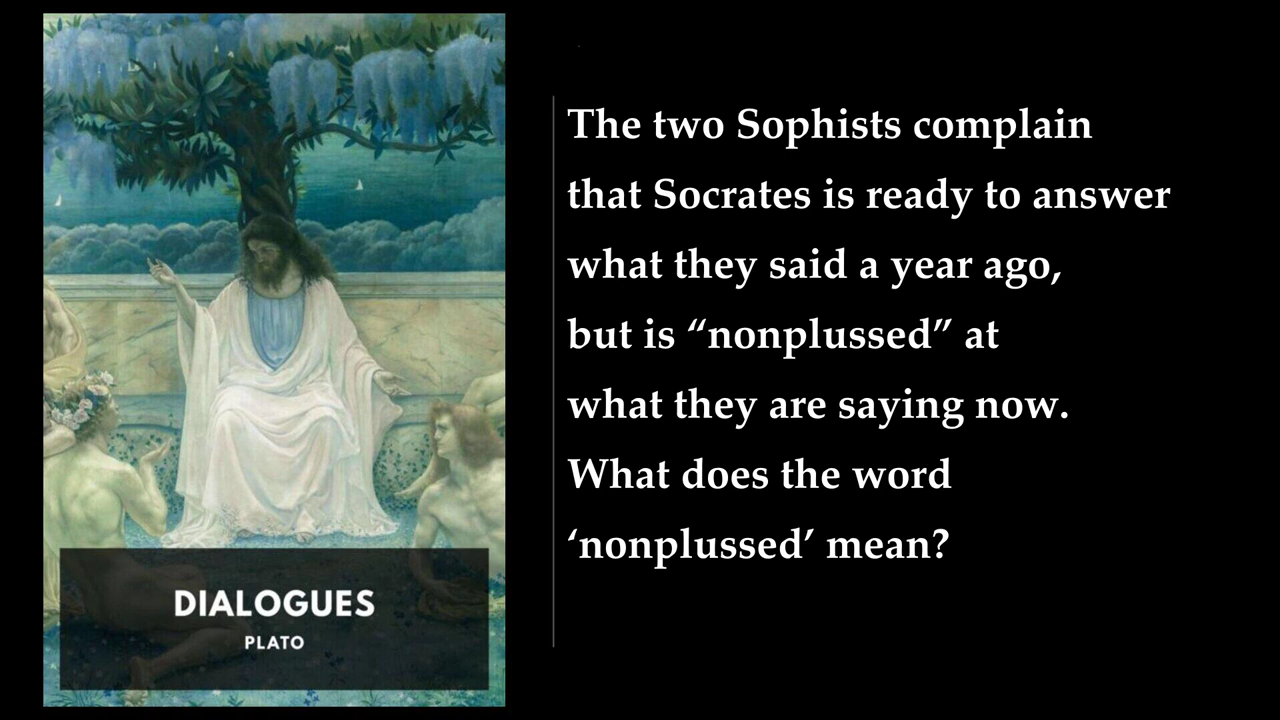 The two Sophists complain
that Socrates is ready to answer
what they said a year ago,
but is “nonplussed” at
what they are saying now.
What does the word
‘nonplussed’ mean?
DIALOGUES
PLATO